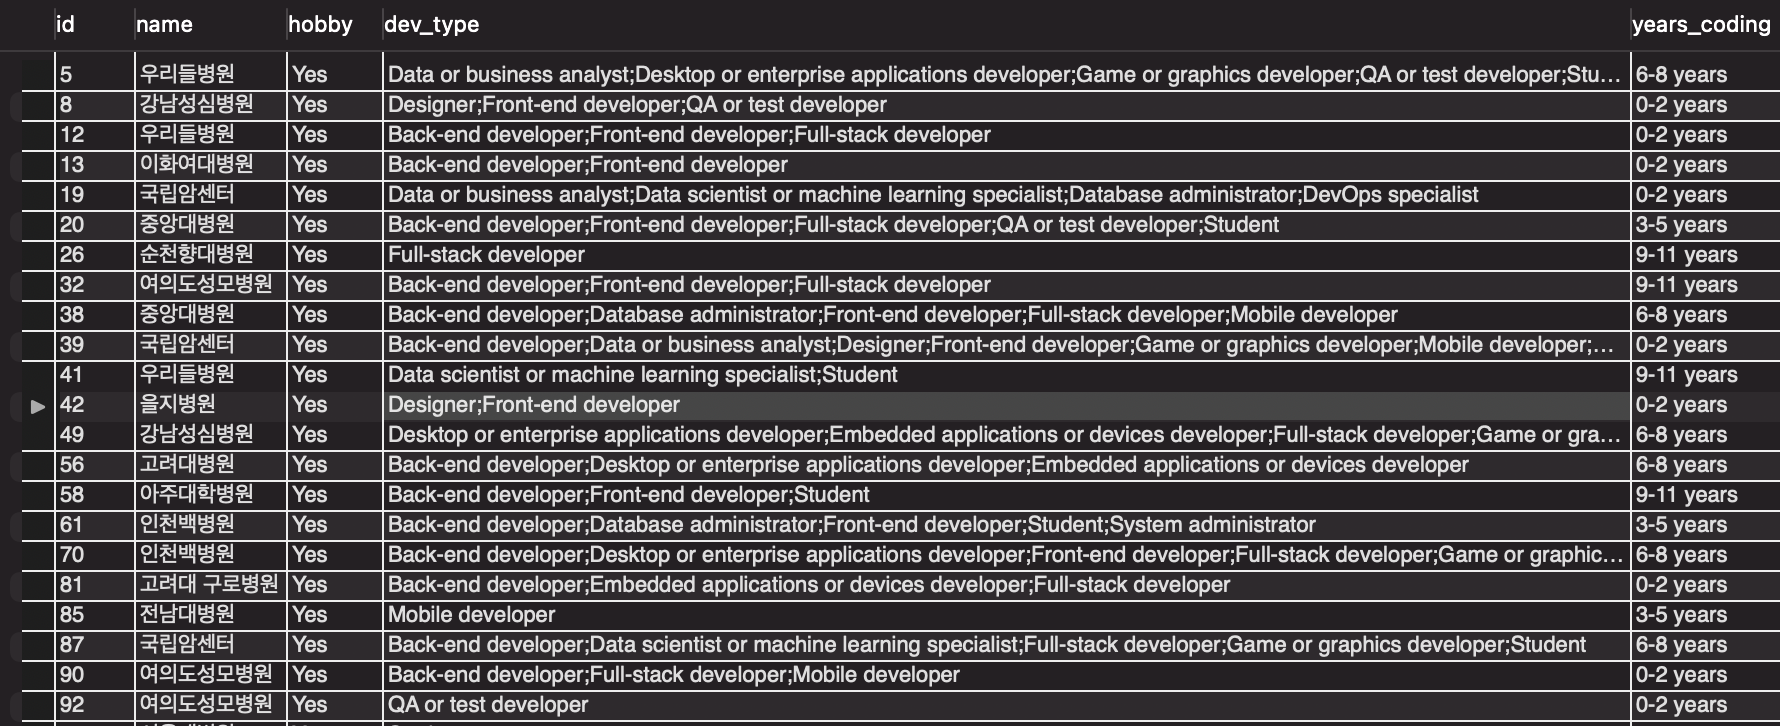 id name hobby dev_type years_coding
5 우리들병원 Yes Data or business analyst;Desktop or enterprise applications developer;Game or graphics developer;QA or test developer;Stu... 6-8 years
8 강남성심병원 Yes Designer;Front-end developer;QA or test developer 0-2 years
12 우리들병원 Yes Back-end developer;Front-end developer;Full-stack developer 0-2 years
13 이화여대병원 Yes Back-end developer;Front-end developer 0-2 years
19 국립암센터 Yes Data or business analyst;Data scientist or machine learning specialist;Database administrator;DevOps specialist 0-2 years
20 중앙대병원 Yes Back-end developer;Front-end developer;Full-stack developer;QA or test developer;Student 3-5 years
26 순천향대병원 Yes Full-stack developer 9-11 years
32 여의도성모병원 Yes Back-end developer;Front-end developer;Full-stack developer 9-11 years
38 중앙대병원 Yes Back-end developer;Database administrator;Front-end developer;Full-stack developer;Mobile developer 6-8 years
39 국립암센터 Yes Back-end developer;Data or business analyst;Designer;Front-end developer;Game or graphics developer;Mobile developer;... 0-2 years
41 우리들병원 Yes Data scientist or machine learning specialist;Student 9-11 years
42 을지병원 Yes Designer;Front-end developer 0-2 years
49 강남성심병원 Yes Desktop or enterprise applications developer;Embedded applications or devices developer;Full-stack developer;Game or gra... 6-8 years
56 고려대병원 Yes Back-end developer;Desktop or enterprise applications developer;Embedded applications or devices developer 6-8 years
58 아주대학병원 Yes Back-end developer;Front-end developer;Student 9-11 years
61 인천백병원 Yes Back-end developer;Database administrator;Front-end developer;Student;System administrator 3-5 years
70 인천백병원 Yes Back-end developer;Desktop or enterprise applications developer;Front-end developer;Full-stack developer;Game or graphic... 6-8 years
81 고려대 구로병원 Yes Back-end developer;Embedded applications or devices developer;Full-stack developer 0-2 years
85 전남대병원 Yes Mobile developer 3-5 years
87 국립암센터 Yes Back-end developer;Data scientist or machine learning specialist;Full-stack developer;Game or graphics developer;Student 6-8 years
90 여의도성모병원 Yes Back-end developer;Full-stack developer;Mobile developer 0-2 years
92 여의도성모병원 Yes QA or test developer 0-2 years